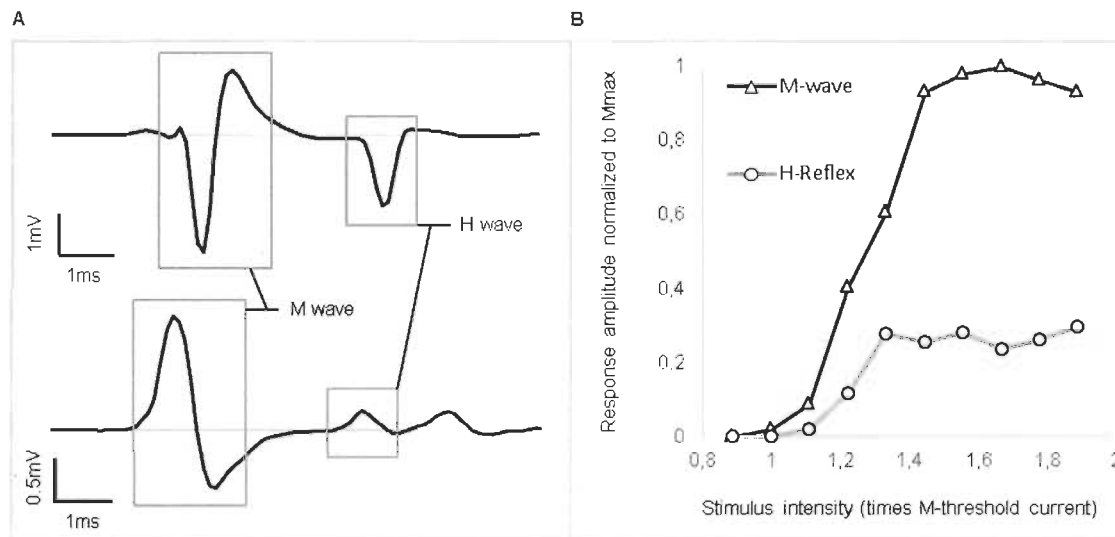 A
1mV
1ms
H wave
M wave
0.5mV
1ms
B
Response amplitude normalized to Mmax
1
0,8
0,6
0,4
0,2
0
M-wave
H-Reflex
0,8 1 1,2 1,4 1,6 1,8 2
Stimulus intensity (times M-threshold current)